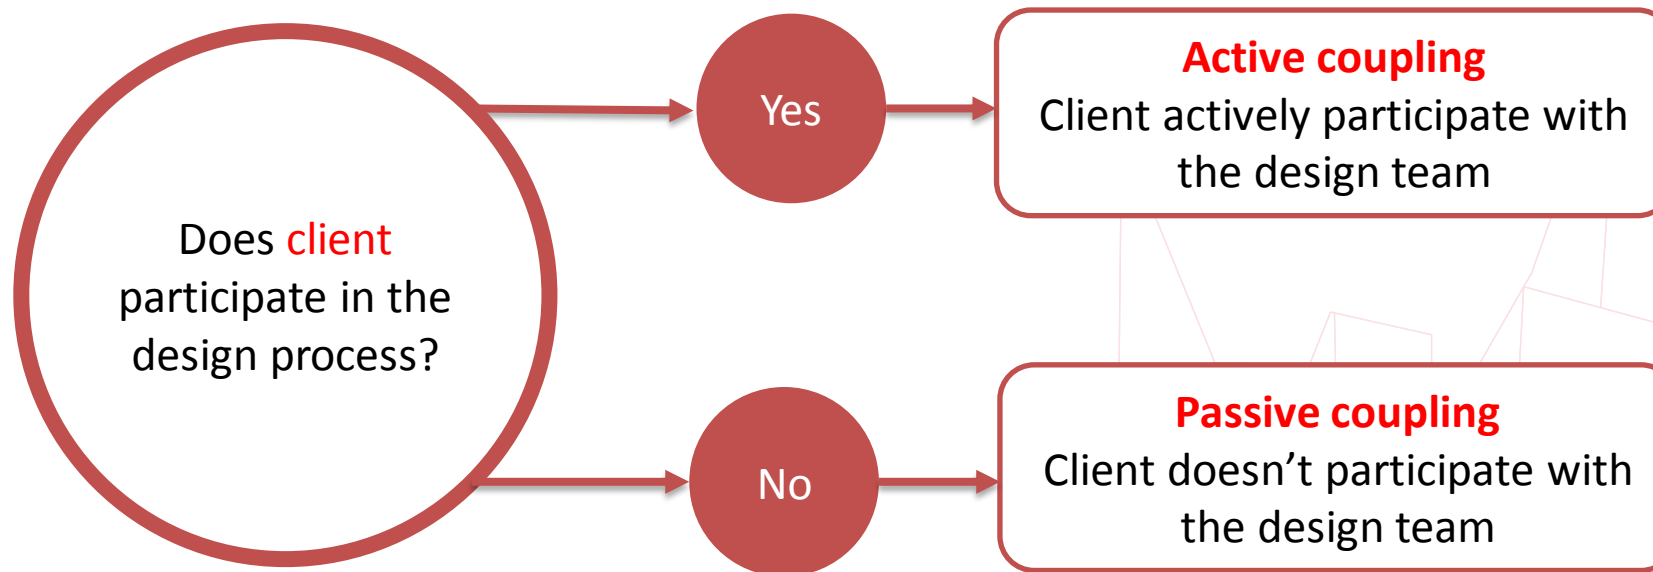 Does client
participate in the
design process?
Yes
Active coupling
Client actively participate with
the design team
No
Passive coupling
Client doesn’t participate with
the design team